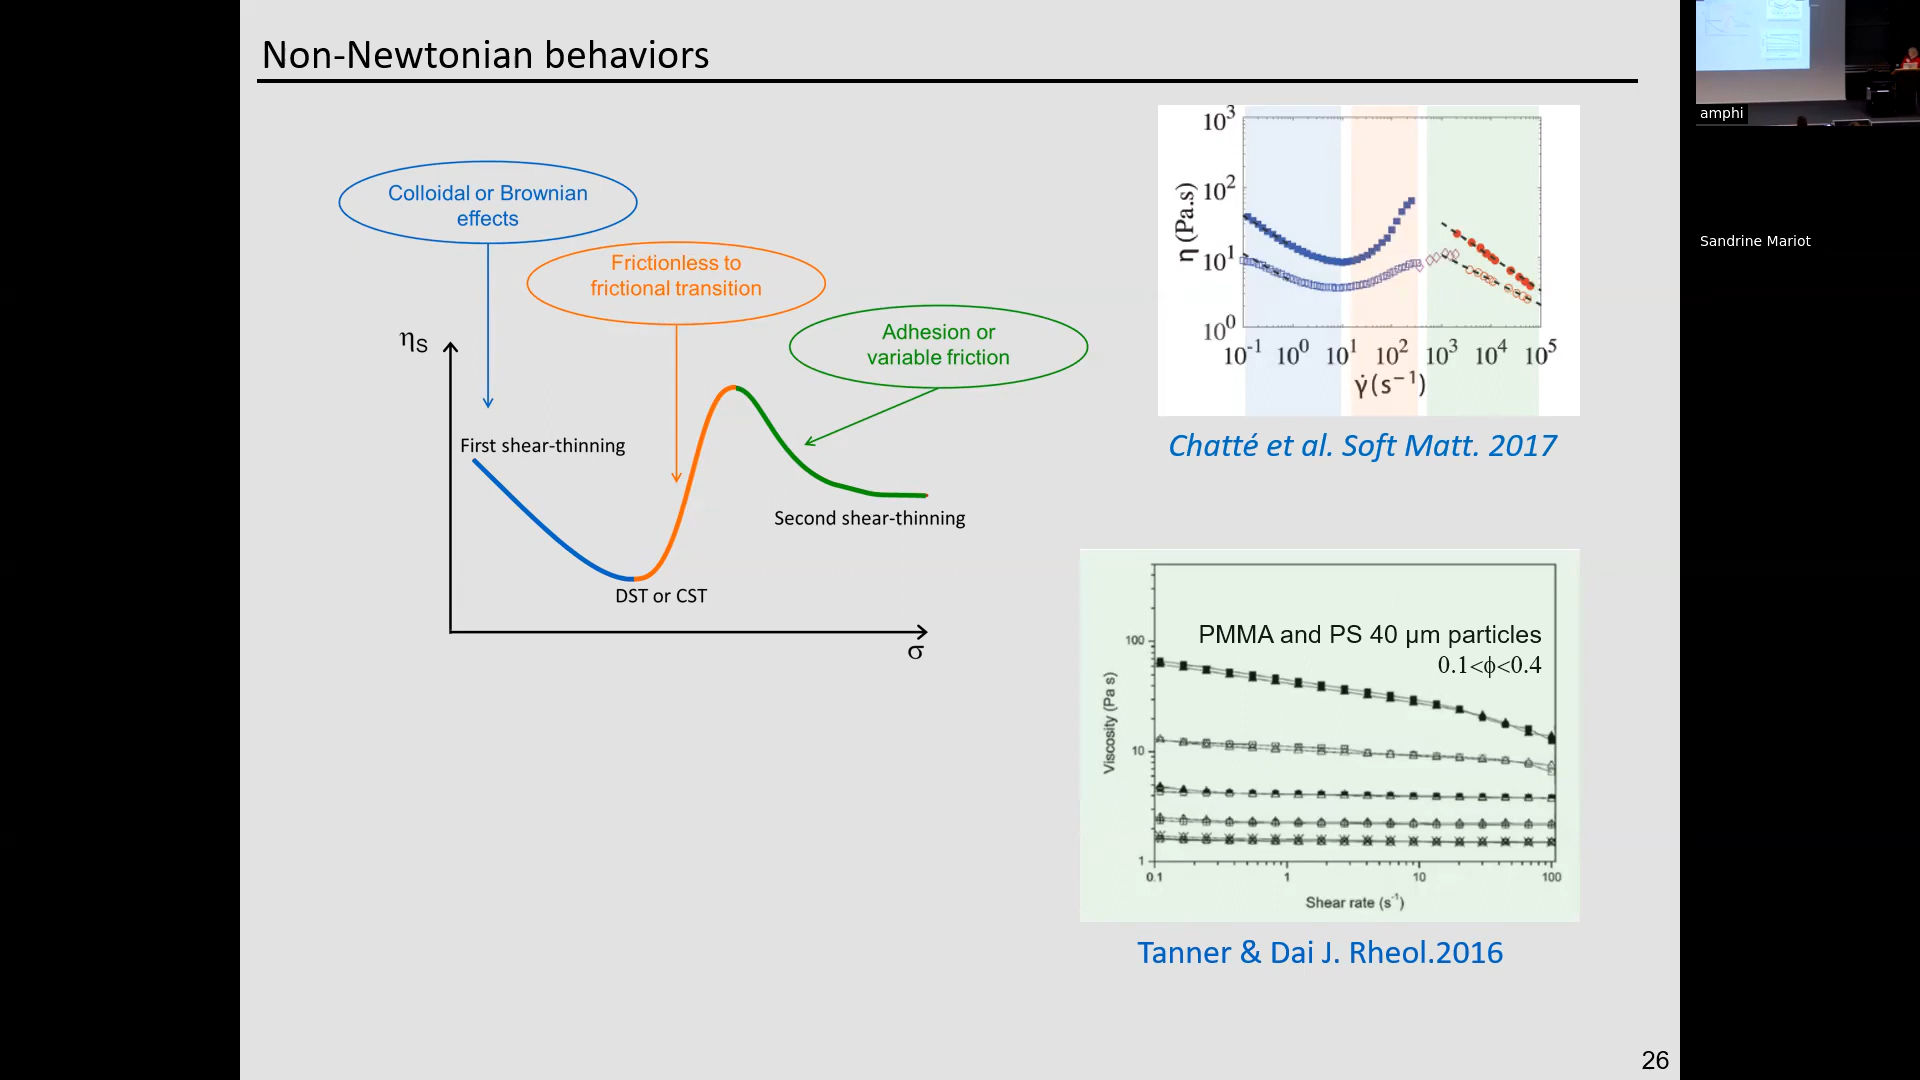 Non-Newtonian behaviors
Colloidal or Brownian
effects
Frictionless to
frictional transition
Adhesion or
variable friction
ηS
First shear-thinning
Second shear-thinning
DST or CST
σ
10³
10²
10¹
10⁰
η (Pa.s)
10⁻¹ 10⁰ 10¹ 10² 10³ 10⁴ 10⁵
γ̇ (s⁻¹)
Chatté et al. Soft Matt. 2017
PMMA and PS 40 µm particles
0.1<ϕ<0.4
100
10
1
Viscosity (Pa s)
0.1 1 10 100
Shear rate (s⁻¹)
Tanner & Dai J. Rheol.2016
26
amphi
Sandrine Mariot